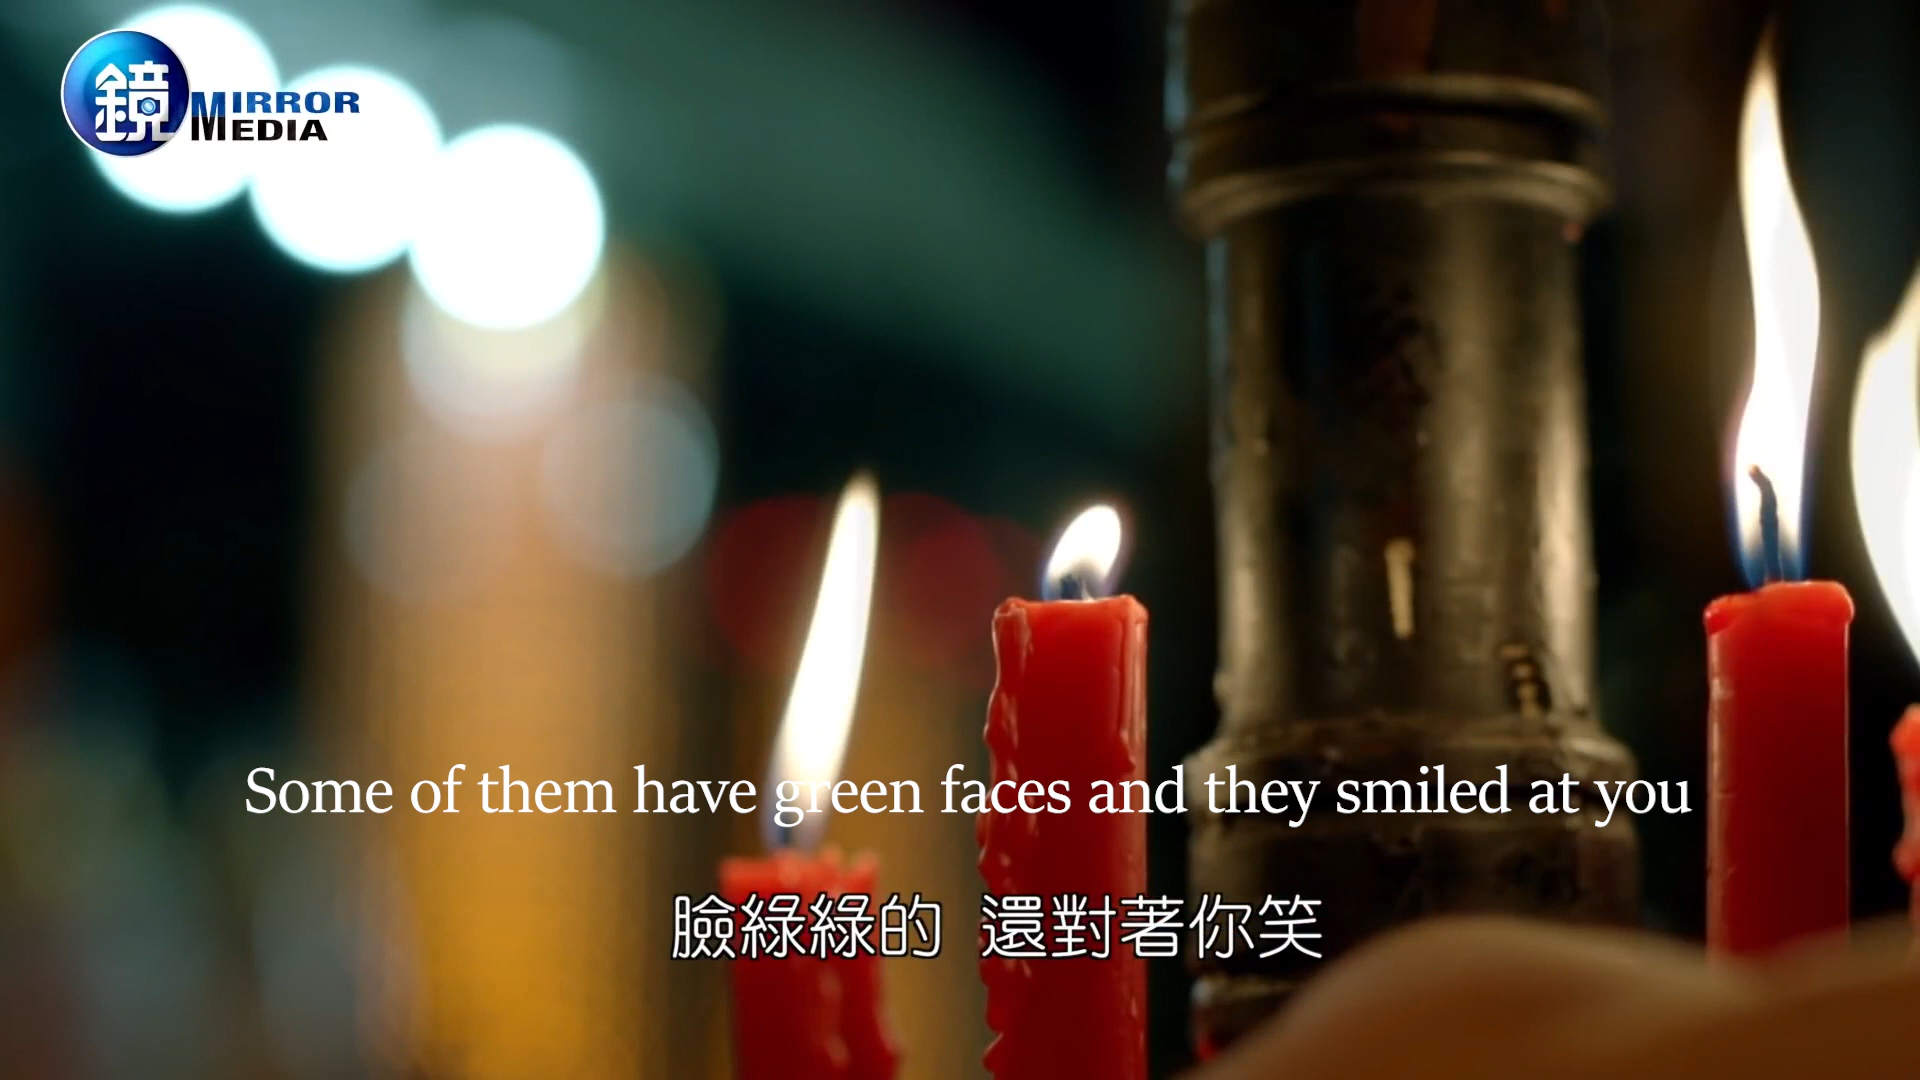 鏡 MIRROR
MEDIA
Some of them have green faces and they smiled at you
臉綠綠的 還對著你笑